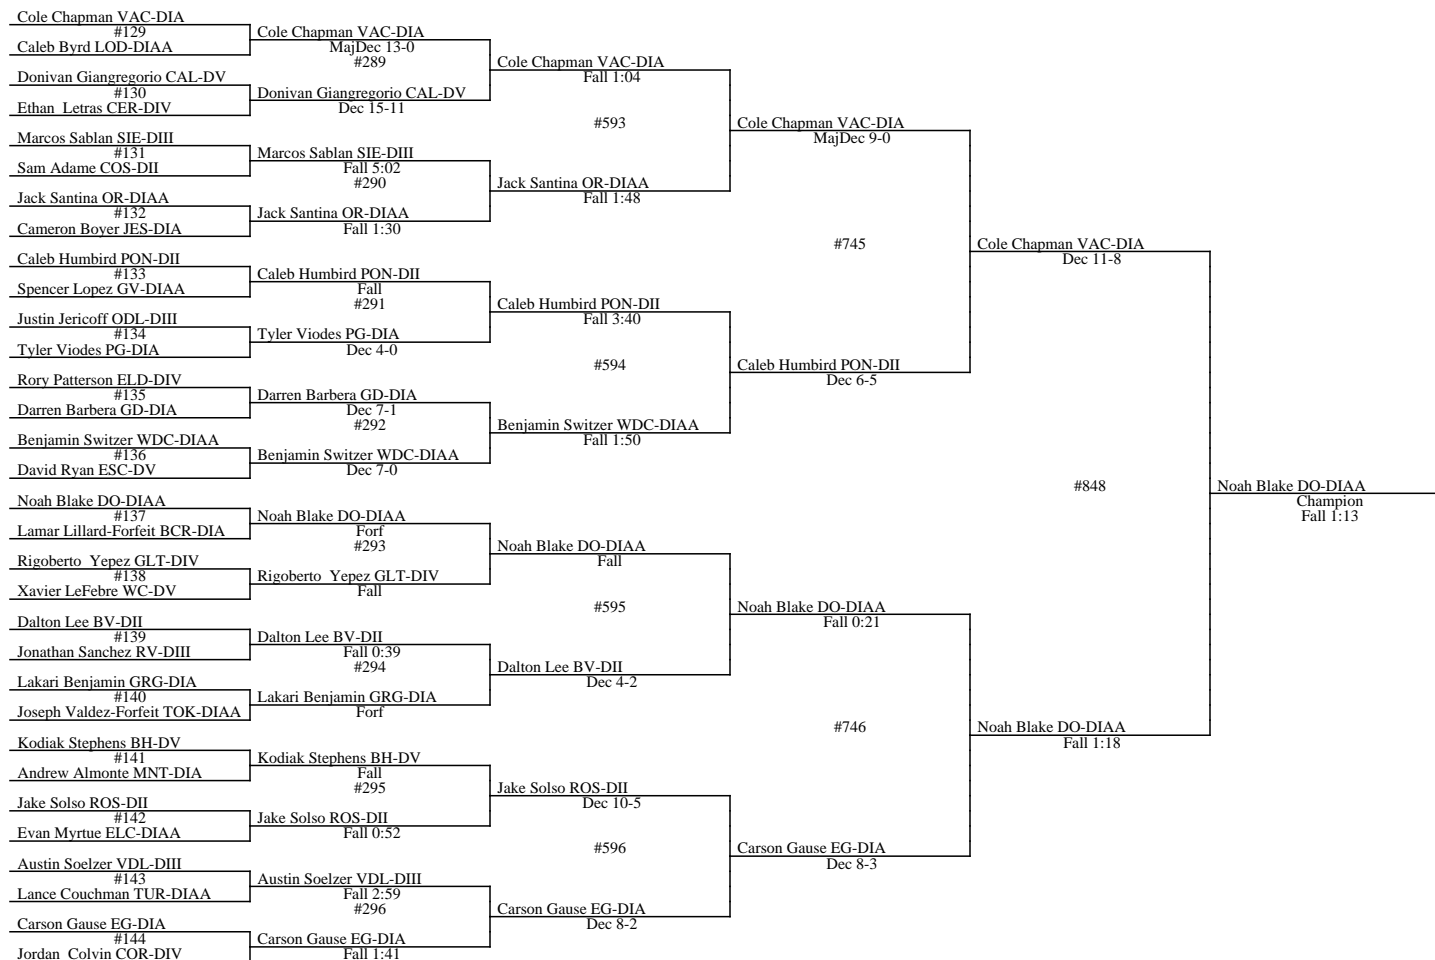 Cole Chapman VAC-DIA
#129
Caleb Byrd LOD-DIAA
Donivan Giangregorio CAL-DV
#130
Ethan Letras CER-DIV
Marcos Sablan SIE-DIII
#131
Sam Adame COS-DII
Jack Santina OR-DIAA
#132
Cameron Boyer JES-DIA
Caleb Humbird PON-DII
#133
Spencer Lopez GV-DIAA
Justin Jericoff ODL-DIII
#134
Tyler Viodes PG-DIA
Rory Patterson ELD-DIV
#135
Darren Barbera GD-DIA
Benjamin Switzer WDC-DIAA
#136
David Ryan ESC-DV
Noah Blake DO-DIAA
#137
Lamar Lillard-Forfeit BCR-DIA
Rigoberto Yepez GLT-DIV
#138
Xavier LeFebre WC-DV
Dalton Lee BV-DII
#139
Jonathan Sanchez RV-DIII
Lakari Benjamin GRG-DIA
#140
Joseph Valdez-Forfeit TOK-DIAA
Kodiak Stephens BH-DV
#141
Andrew Almonte MNT-DIA
Jake Solso ROS-DII
#142
Evan Myrtue ELC-DIAA
Austin Soelzer VDL-DIII
#143
Lance Couchman TUR-DIAA
Carson Gause EG-DIA
#144
Jordan Colvin COR-DIV
Cole Chapman VAC-DIA
MajDec 13-0
#289
Donivan Giangregorio CAL-DV
Dec 15-11
Marcos Sablan SIE-DIII
Fall 5:02
#290
Jack Santina OR-DIAA
Fall 1:30
Caleb Humbird PON-DII
Fall
#291
Tyler Viodes PG-DIA
Dec 4-0
Darren Barbera GD-DIA
Dec 7-1
#292
Benjamin Switzer WDC-DIAA
Dec 7-0
Noah Blake DO-DIAA
Forf
#293
Rigoberto Yepez GLT-DIV
Fall
Dalton Lee BV-DII
Fall 0:39
#294
Lakari Benjamin GRG-DIA
Forf
Kodiak Stephens BH-DV
Fall
#295
Jake Solso ROS-DII
Fall 0:52
Austin Soelzer VDL-DIII
Fall 2:59
#296
Carson Gause EG-DIA
Fall 1:41
Cole Chapman VAC-DIA
Fall 1:04
#593
Jack Santina OR-DIAA
Fall 1:48
Caleb Humbird PON-DII
Fall 3:40
#594
Benjamin Switzer WDC-DIAA
Fall 1:50
Noah Blake DO-DIAA
Fall
#595
Dalton Lee BV-DII
Dec 4-2
Jake Solso ROS-DII
Dec 10-5
#596
Carson Gause EG-DIA
Dec 8-2
Cole Chapman VAC-DIA
MajDec 9-0
#745
Caleb Humbird PON-DII
Dec 6-5
Noah Blake DO-DIAA
Fall 0:21
#746
Carson Gause EG-DIA
Dec 8-3
Cole Chapman VAC-DIA
Dec 11-8
#848
Noah Blake DO-DIAA
Fall 1:18
Noah Blake DO-DIAA
Champion
Fall 1:13